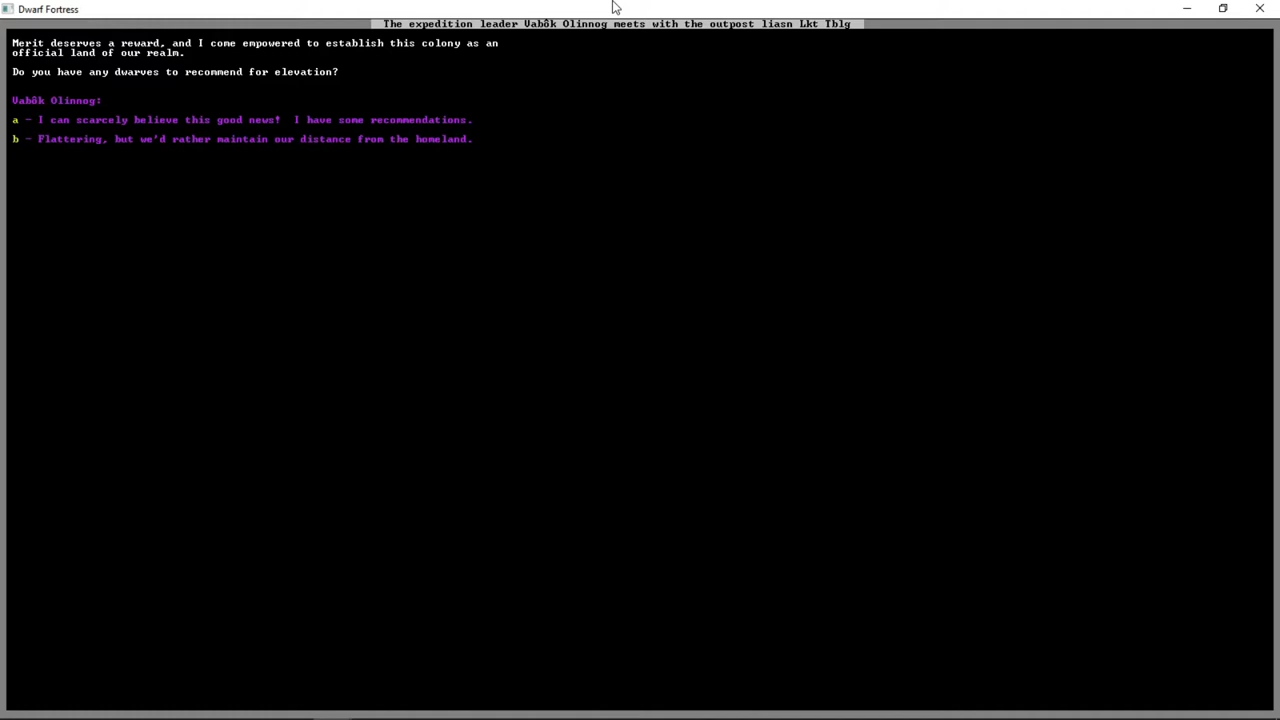 Dwarf Fortress
The expedition leader Vabôk Olinnog meets with the outpost liasn Lkt Tblg
Merit deserves a reward, and I come empowered to establish this colony as an
official land of our realm.
Do you have any dwarves to recommend for elevation?
Vabôk Olinnog:
a - I can scarcely believe this good news!  I have some recommendations.
b - Flattering, but we'd rather maintain our distance from the homeland.